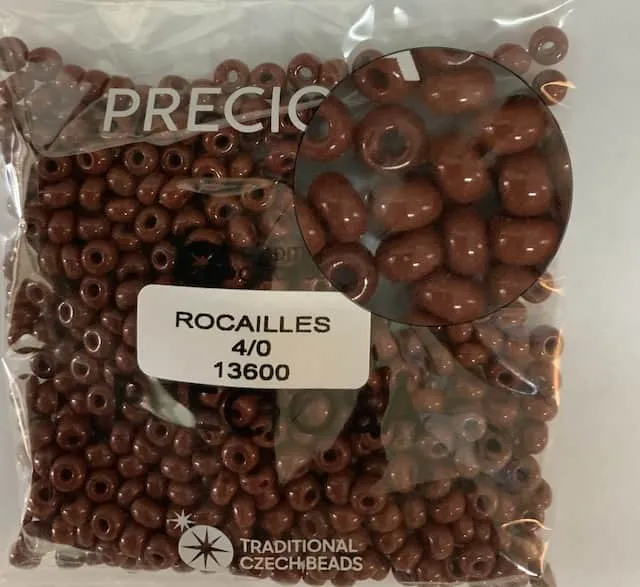 PRECIO
ROCAILLES
4/0
13600
TRADITIONAL
CZECH BEADS